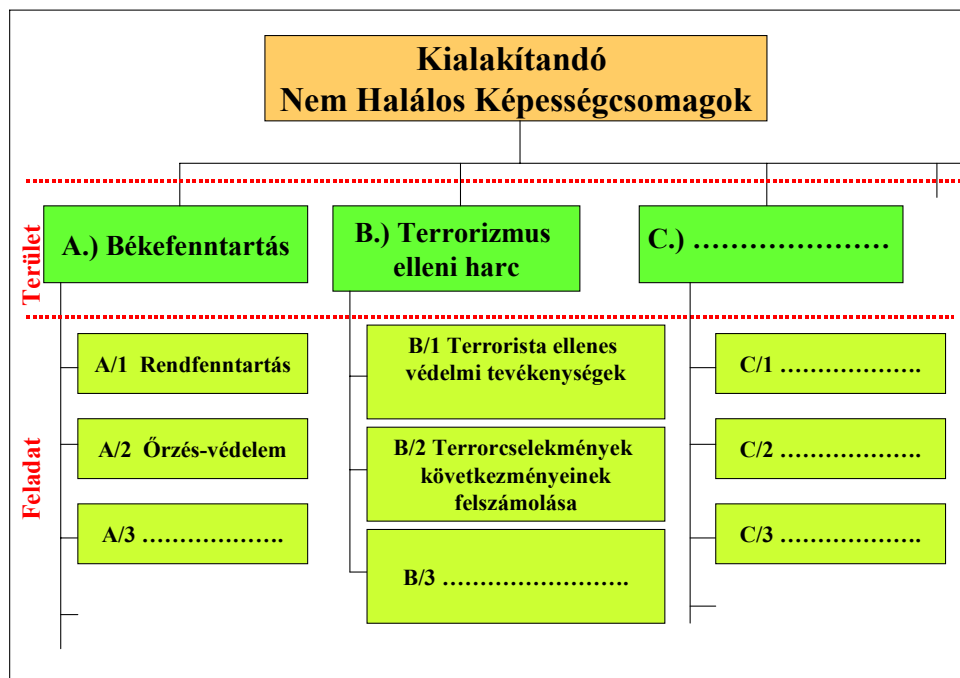 Kialakítandó
Nem Halálos Képességcsomagok
Terület
A.) Békefenntartás
B.) Terrorizmus
elleni harc
C.) …………………
Feladat
A/1 Rendfenntartás
A/2 Őrzés-védelem
A/3 ……………….
B/1 Terrorista ellenes
védelmi tevékenységek
B/2 Terrorcselekmények
következményeinek
felszámolása
B/3 …………………….
C/1 ……………….
C/2 ……………….
C/3 ……………….